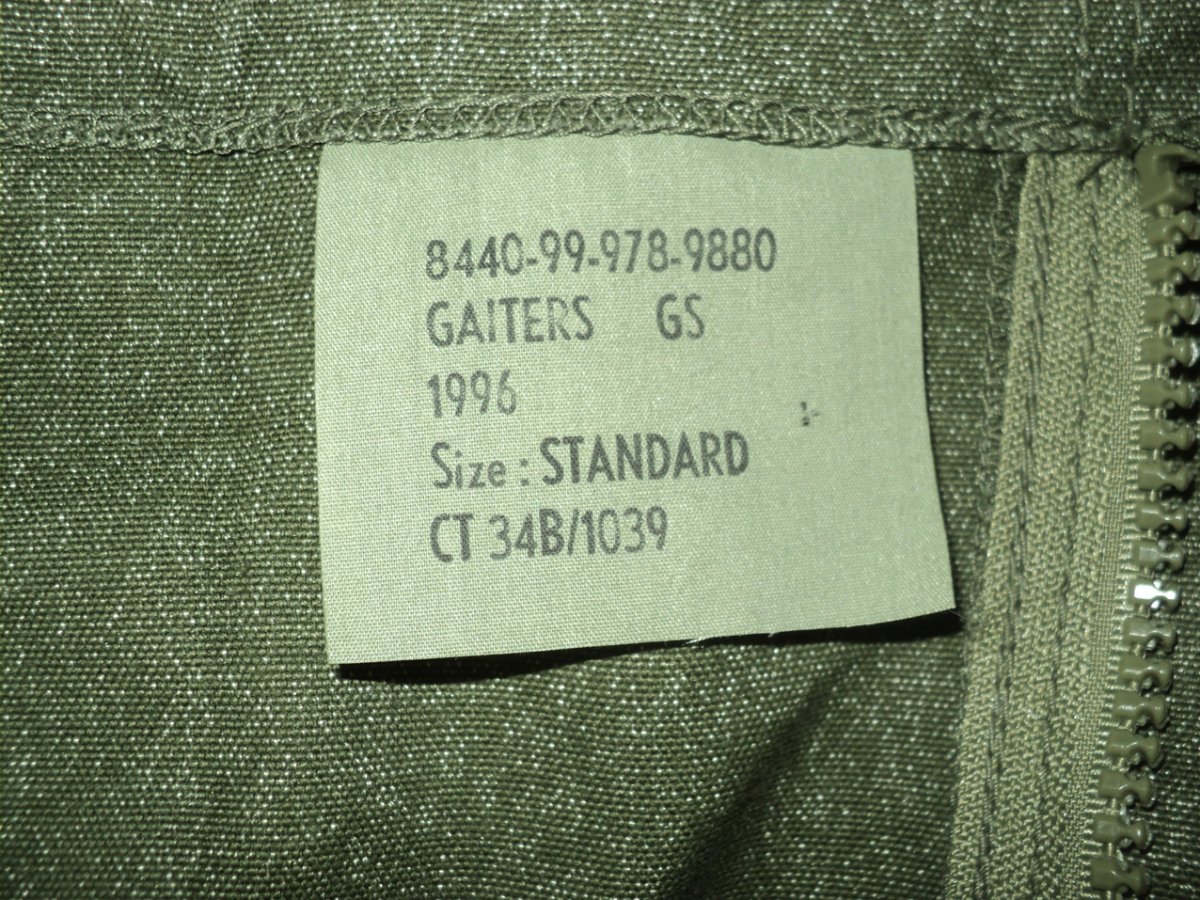 8440-99-978-9880
GAITERS GS
1996
Size : STANDARD
CT 34B/1039